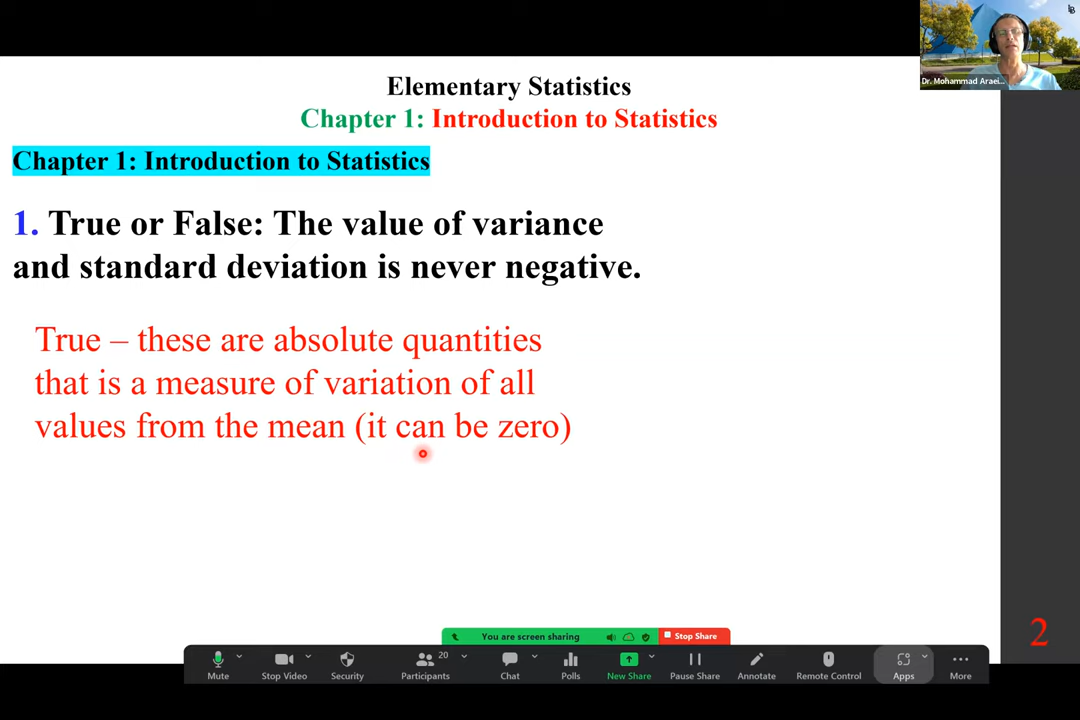 Dr. Mohammad Araei...
Elementary Statistics
Chapter 1: Introduction to Statistics
Chapter 1: Introduction to Statistics
1. True or False: The value of variance
and standard deviation is never negative.
True – these are absolute quantities
that is a measure of variation of all
values from the mean (it can be zero)
2
You are screen sharing
Stop Share
20
Mute
Stop Video
Security
Participants
Chat
Polls
New Share
Pause Share
Annotate
Remote Control
Apps
More